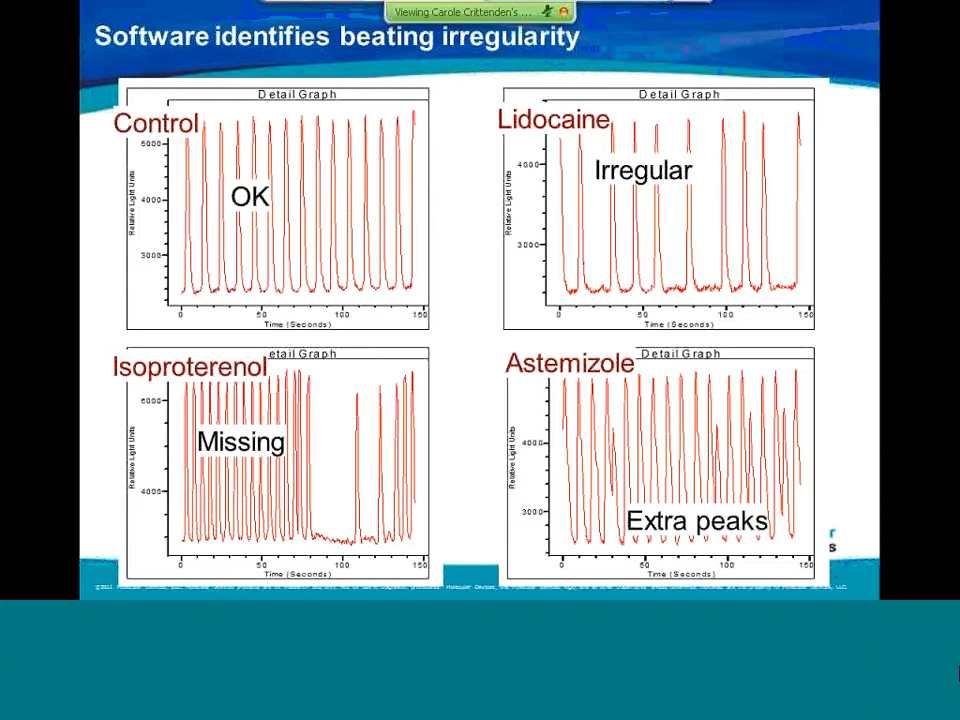 Viewing Carole Crittenden's ...
Software identifies beating irregularity
Detail Graph
Control
OK
5000
4000
3000
Relative Light Units
0 50 100 150
Time (Seconds)
Detail Graph
Lidocaine
Irregular
4000
3000
Relative Light Units
0 50 100 150
Time (Seconds)
etail Graph
Isoproterenol
Missing
6000
4000
Relative Light Units
0 50 100 150
Time (Seconds)
Detail Graph
Astemizole
Extra peaks
4000
3000
Relative Light Units
0 50 100 150
Time (Seconds)
r
s